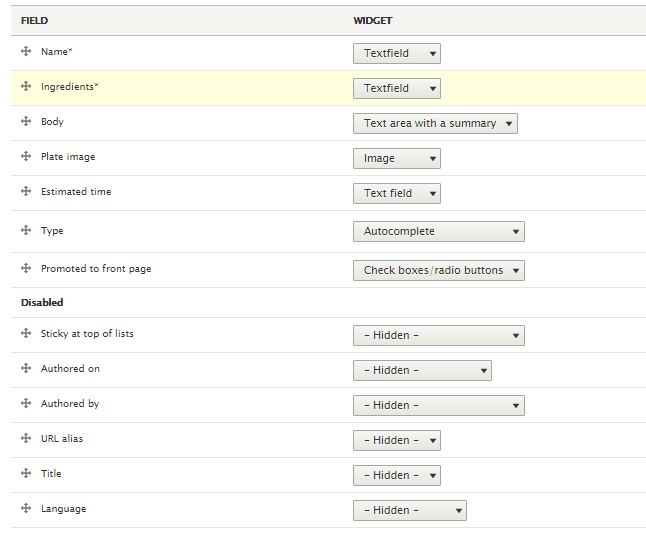 FIELD WIDGET
Name* Textfield
Ingredients* Textfield
Body Text area with a summary
Plate image Image
Estimated time Text field
Type Autocomplete
Promoted to front page Check boxes/radio buttons
Disabled
Sticky at top of lists - Hidden -
Authored on - Hidden -
Authored by - Hidden -
URL alias - Hidden -
Title - Hidden -
Language - Hidden -